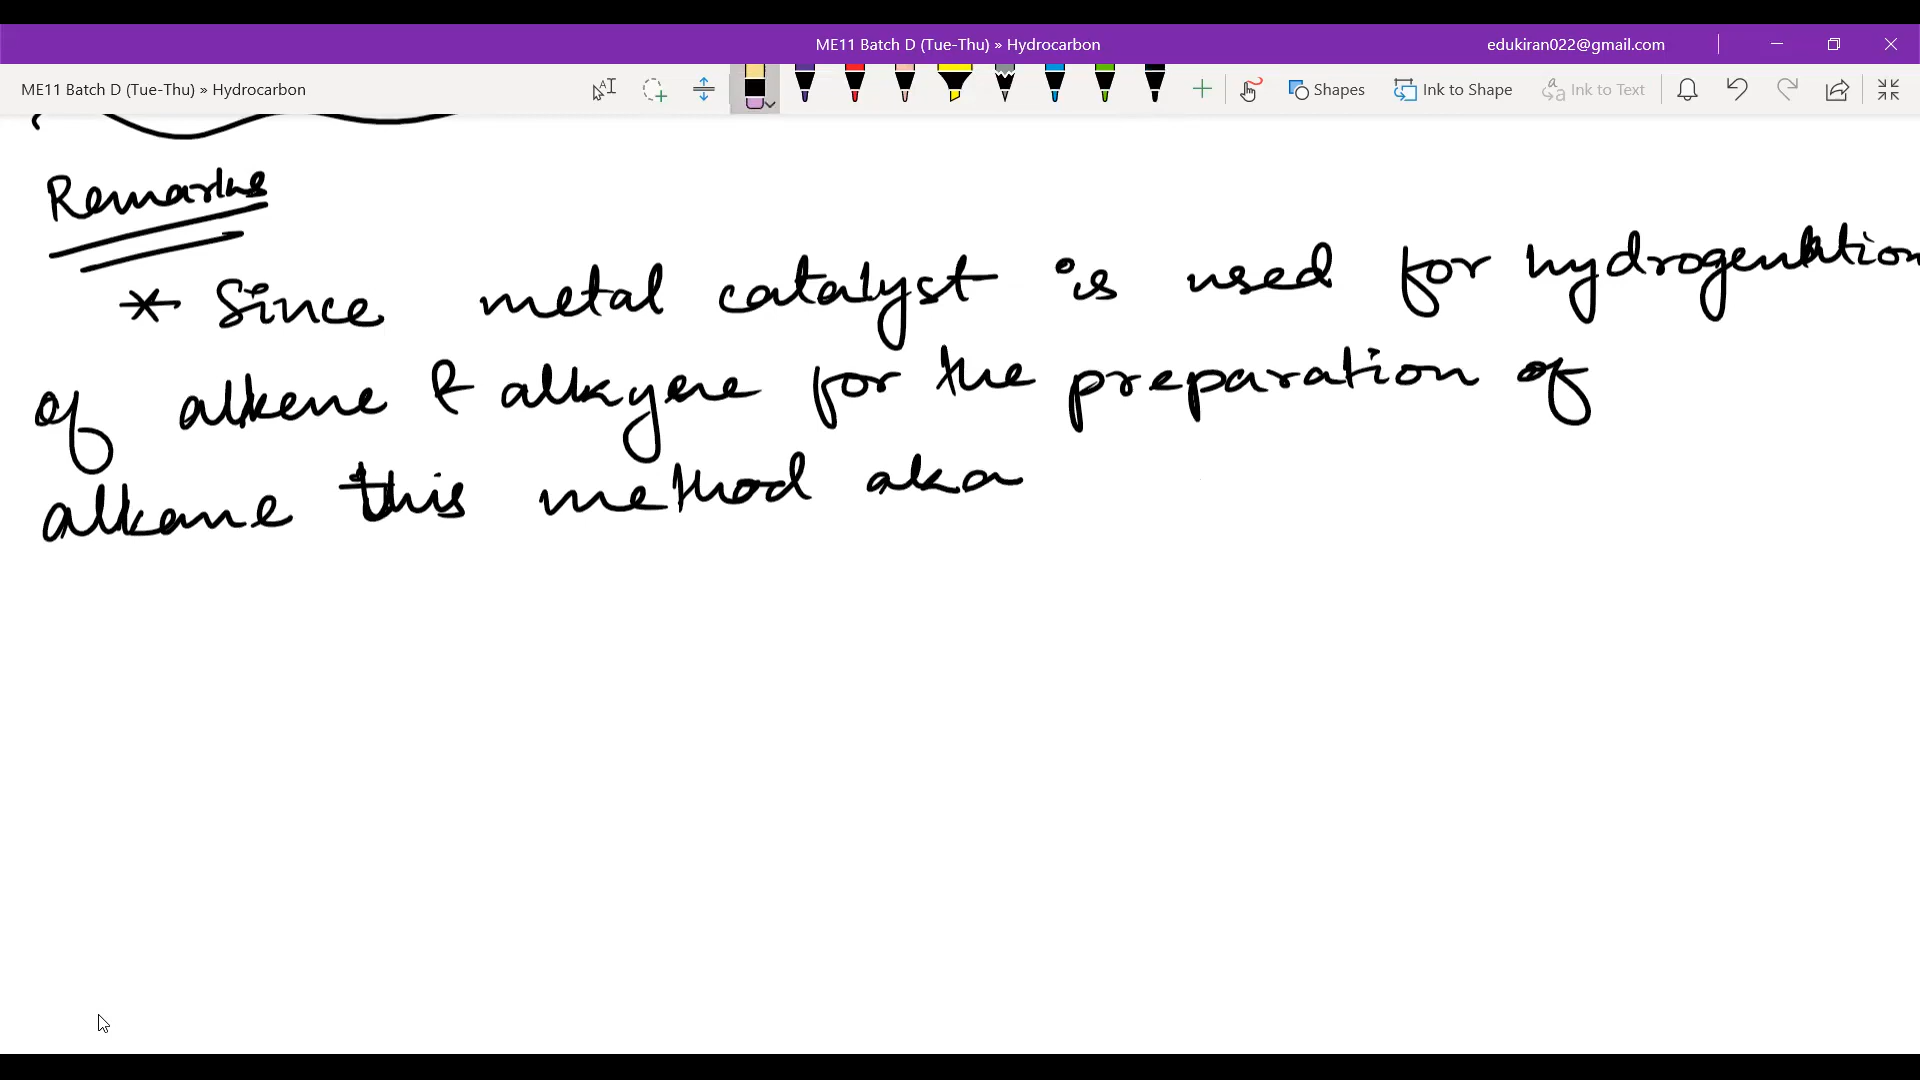 ME11 Batch D (Tue-Thu) » Hydrocarbon
edukiran022@gmail.com
ME11 Batch D (Tue-Thu) » Hydrocarbon
Shapes
Ink to Shape
Ink to Text
Remarks
* Since metal catalyst is used for hydrogenation
of alkene & alkyene for the preparation of
alkane this method aka